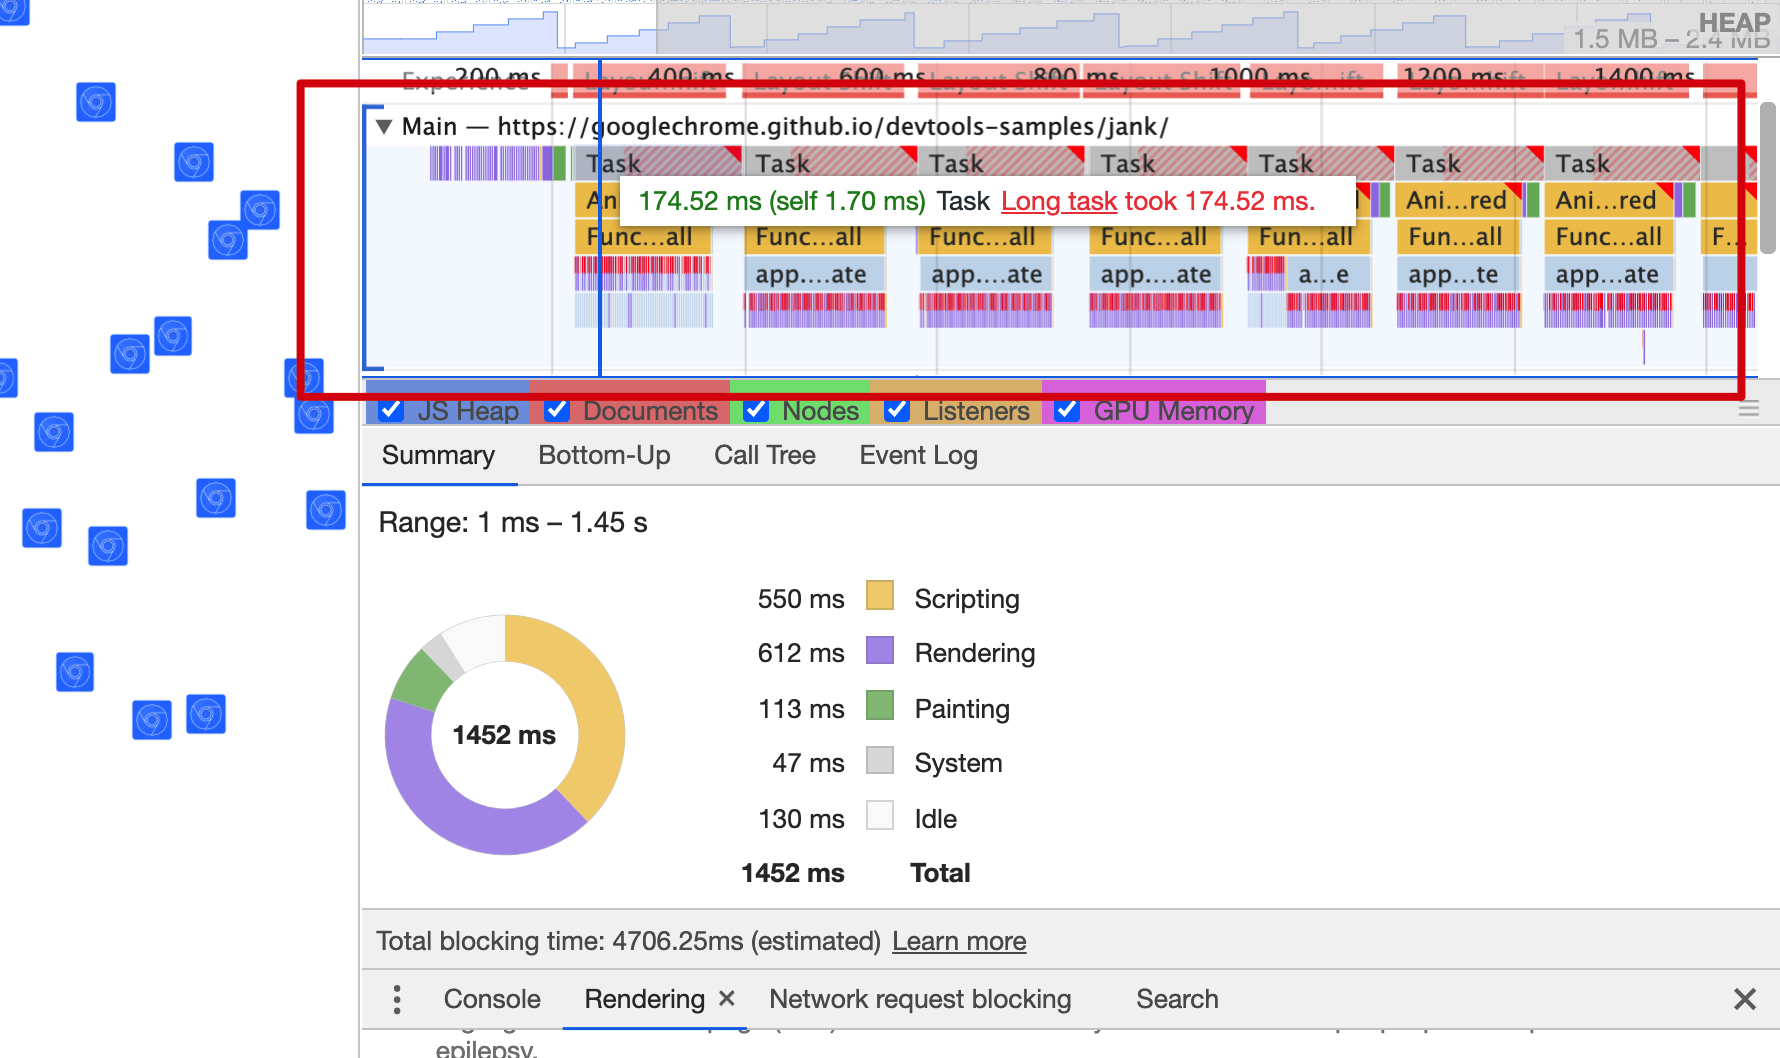 HEAP
1.5 MB – 2.4 MB
Experience
200 ms 400 ms 600 ms 800 ms 1000 ms 1200 ms 1400 ms
Layout Shift Layout Shift Layout Shift
▼ Main — https://googlechrome.github.io/devtools-samples/jank/
Task Task Task Task Task Task Task
174.52 ms (self 1.70 ms) Task Long task took 174.52 ms.
An Ani...red Ani...red
Func...all Func...all Func...all Func...all Fun...all Fun...all Func...all F...
app....ate app....ate app....ate a...e app....te app....ate
JS Heap Documents Nodes Listeners GPU Memory
Summary Bottom-Up Call Tree Event Log
Range: 1 ms – 1.45 s
550 ms Scripting
612 ms Rendering
113 ms Painting
47 ms System
130 ms Idle
1452 ms Total
1452 ms
Total blocking time: 4706.25ms (estimated) Learn more
Console Rendering × Network request blocking Search
epilepsy.